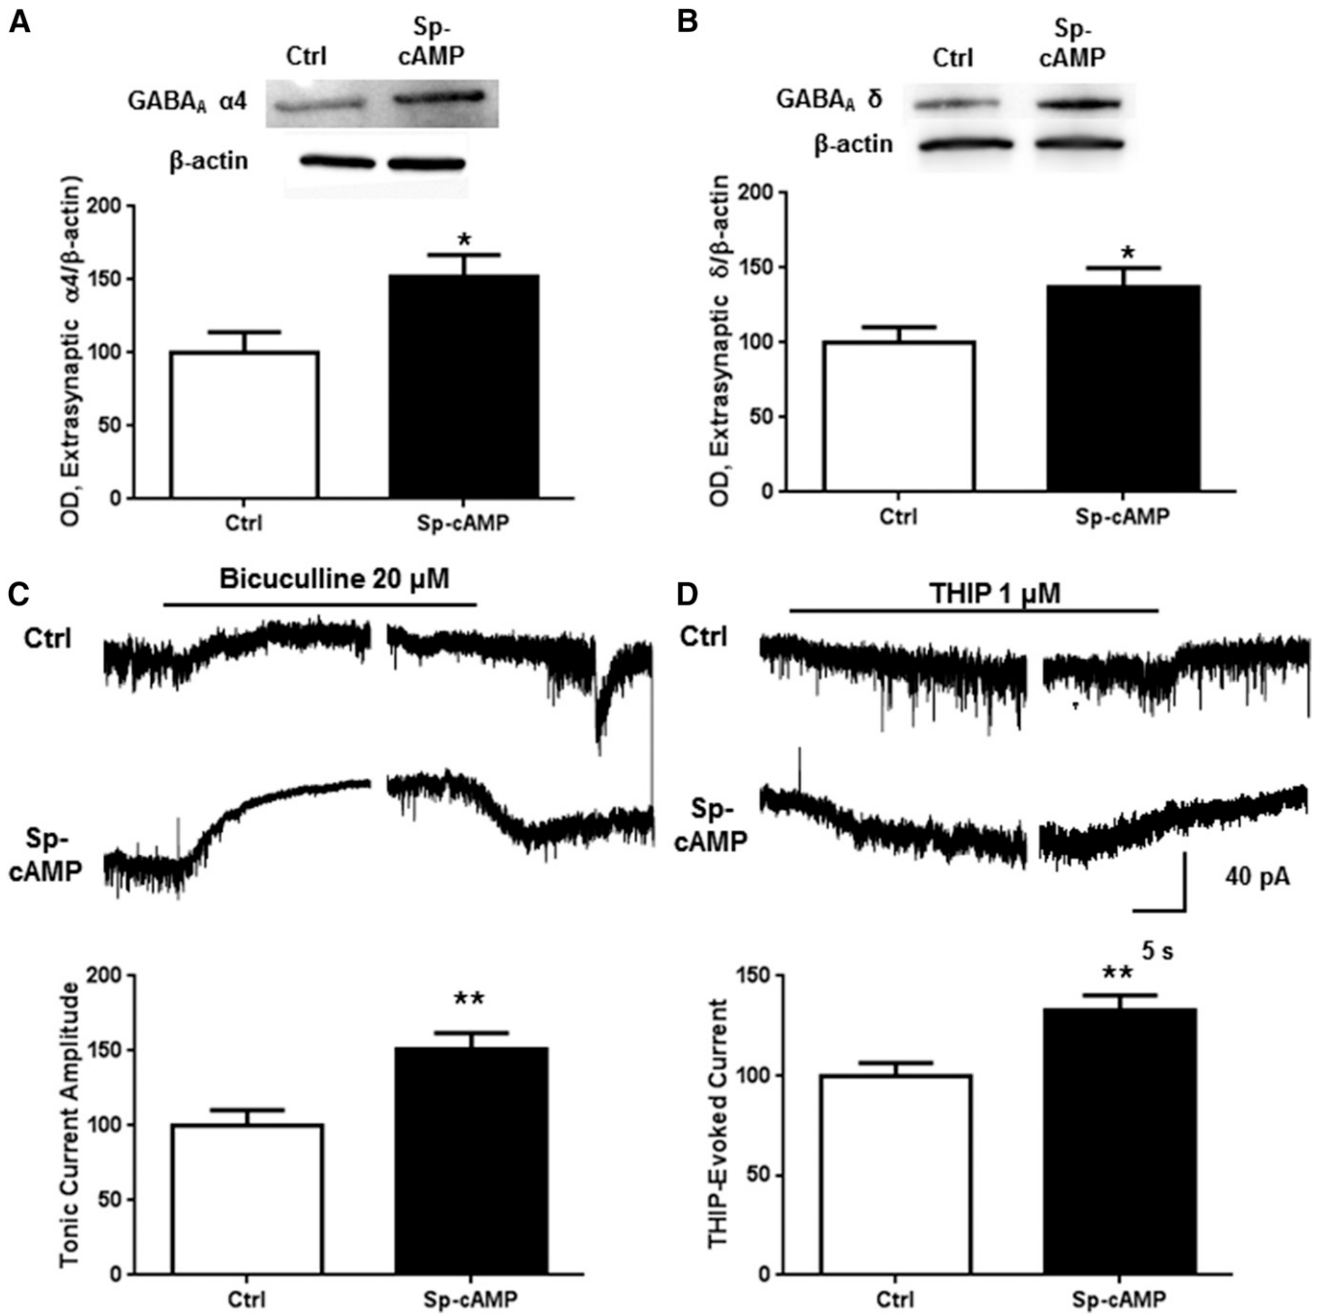 A
Ctrl
Sp-
cAMP
GABAA α4
β-actin
OD, Extrasynaptic α4/β-actin)
200
150
100
50
0
*
Ctrl
Sp-cAMP
B
Ctrl
Sp-
cAMP
GABAA δ
β-actin
OD, Extrasynaptic δ/β-actin
200
150
100
50
0
*
Ctrl
Sp-cAMP
C
Bicuculline 20 μM
Ctrl
Sp-
cAMP
Tonic Current Amplitude
200
150
100
50
0
**
Ctrl
Sp-cAMP
D
THIP 1 μM
Ctrl
Sp-
cAMP
40 pA
5 s
THIP-Evoked Current
150
100
50
0
**
Ctrl
Sp-cAMP